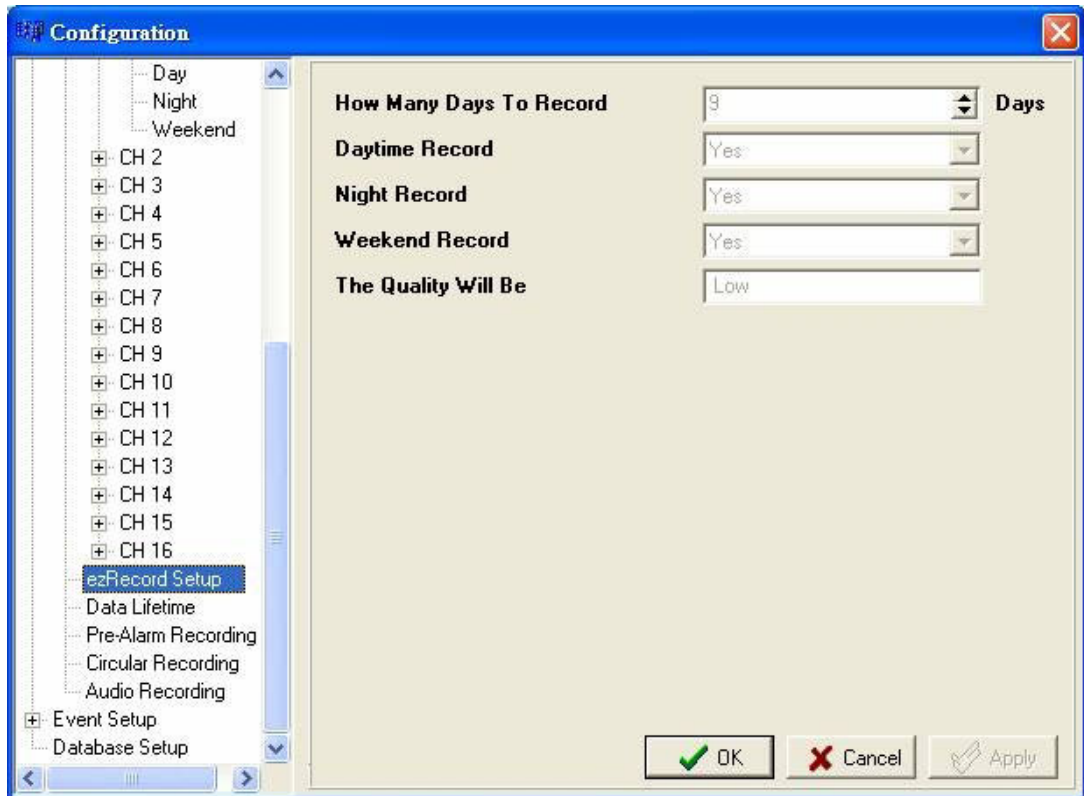 Configuration
Day
Night
Weekend
CH 2
CH 3
CH 4
CH 5
CH 6
CH 7
CH 8
CH 9
CH 10
CH 11
CH 12
CH 13
CH 14
CH 15
CH 16
ezRecord Setup
Data Lifetime
Pre-Alarm Recording
Circular Recording
Audio Recording
Event Setup
Database Setup
How Many Days To Record 9 Days
Daytime Record Yes
Night Record Yes
Weekend Record Yes
The Quality Will Be Low
OK Cancel Apply